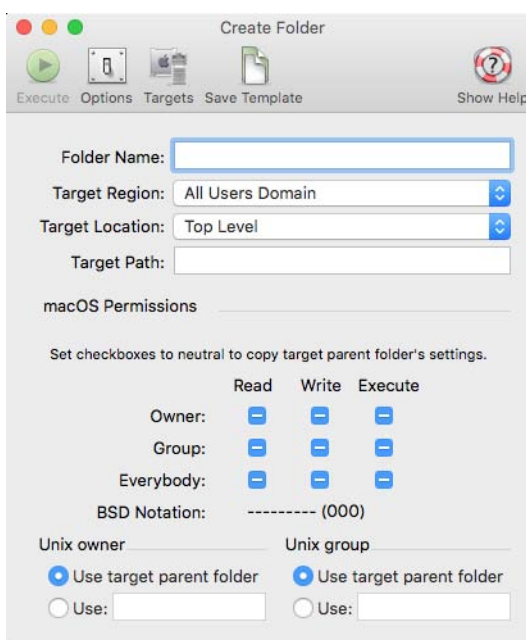 Create Folder
Execute Options Targets Save Template Show Help
Folder Name:
Target Region: All Users Domain
Target Location: Top Level
Target Path:
macOS Permissions
Set checkboxes to neutral to copy target parent folder's settings.
Read Write Execute
Owner:
Group:
Everybody:
BSD Notation: --------- (000)
Unix owner Unix group
Use target parent folder Use target parent folder
Use: Use: